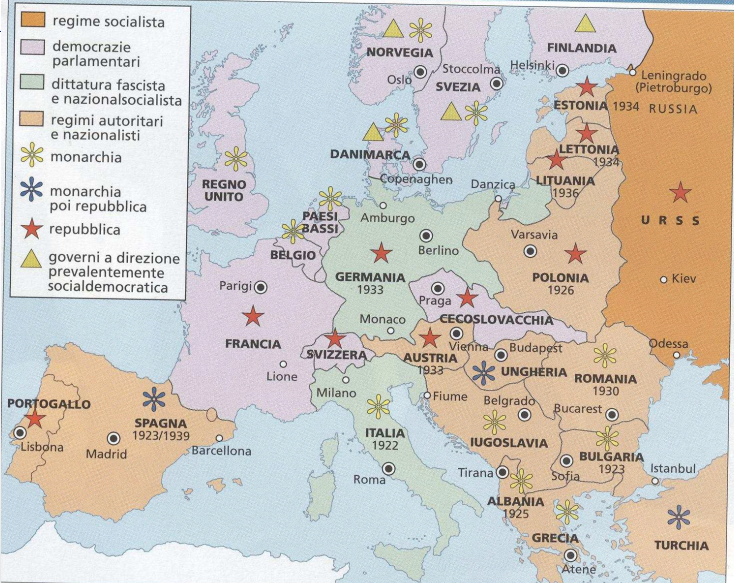 regime socialista
democrazie
parlamentari
dittatura fascista
e nazionalsocialista
regimi autoritari
e nazionalisti
monarchia
monarchia
poi repubblica
repubblica
governi a direzione
prevalentemente
socialdemocratica
NORVEGIA
Oslo
Stoccolma
SVEZIA
FINLANDIA
Helsinki
Leningrado
(Pietroburgo)
RUSSIA
ESTONIA 1934
LETTONIA
1934
LITUANIA
1936
DANIMARCA
Copenaghen
Danzica
REGNO
UNITO
PAESI
BASSI
Amburgo
Berlino
BELGIO
GERMANIA
1933
Varsavia
POLONIA
1926
URSS
Kiev
Parigi
FRANCIA
Lione
Praga
CECOSLOVACCHIA
Monaco
SVIZZERA
Vienna
AUSTRIA
1933
Budapest
UNGHERIA
ROMANIA
1930
Odessa
Milano
Fiume
Belgrado
Bucarest
PORTOGALLO
Lisbona
SPAGNA
1923/1939
Madrid
Barcellona
ITALIA
1922
Roma
IUGOSLAVIA
BULGARIA
1923
Sofia
Istanbul
Tirana
ALBANIA
1925
GRECIA
Atene
TURCHIA